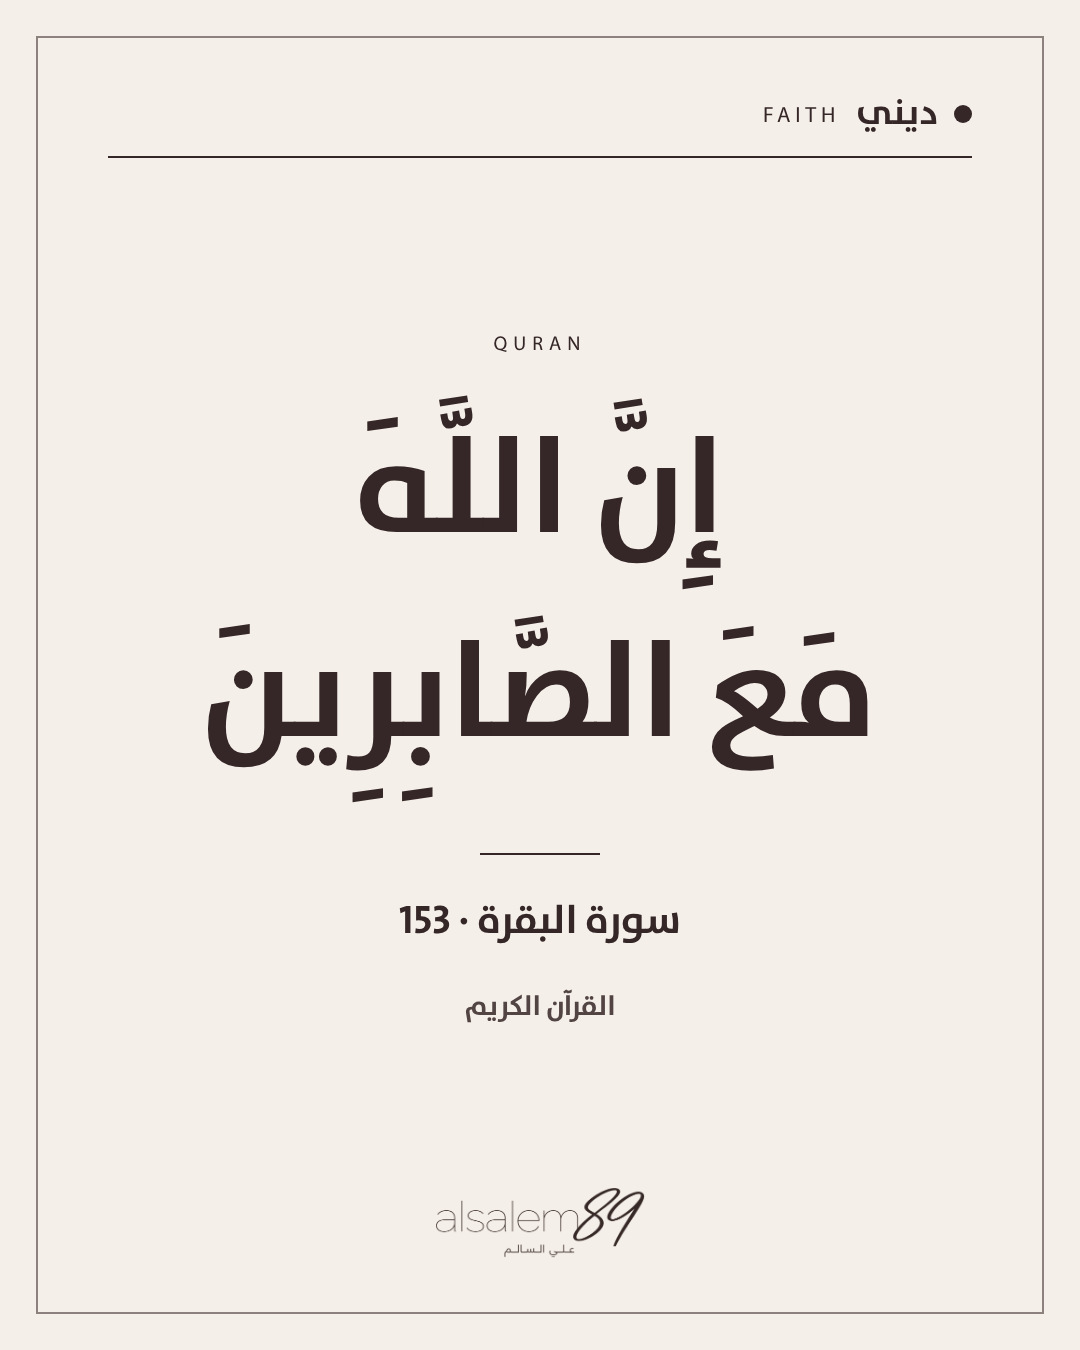 ديني FAITH
QURAN
إِنَّ اللَّهَ
مَعَ الصَّابِرِينَ
سورة البقرة · 153
القرآن الكريم
alsalem89
علي السالم